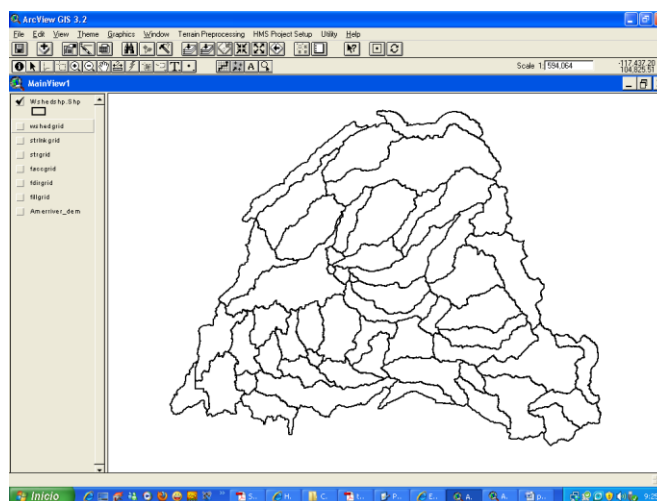 ArcView GIS 3.2
File Edit View Theme Graphics Window Terrain Preprocessing HMS Project Setup Utility Help
Scale 1: 594,064
-117,437.20
104,825.51
MainView1
Wshedshp.Shp
wshedgrid
strlnkgrid
strgrid
faccgrid
fdirgrid
fillgrid
Amerriver_dem
Inicio